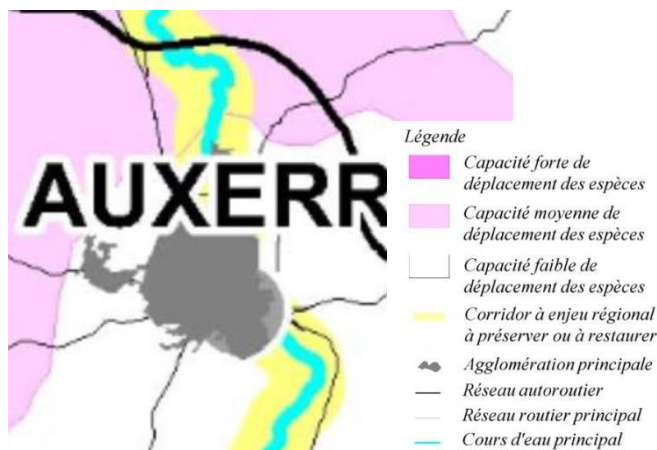 AUXERR
Légende
Capacité forte de
déplacement des espèces
Capacité moyenne de
déplacement des espèces
Capacité faible de
déplacement des espèces
Corridor à enjeu régional
à préserver ou à restaurer
Agglomération principale
Réseau autoroutier
Réseau routier principal
Cours d'eau principal